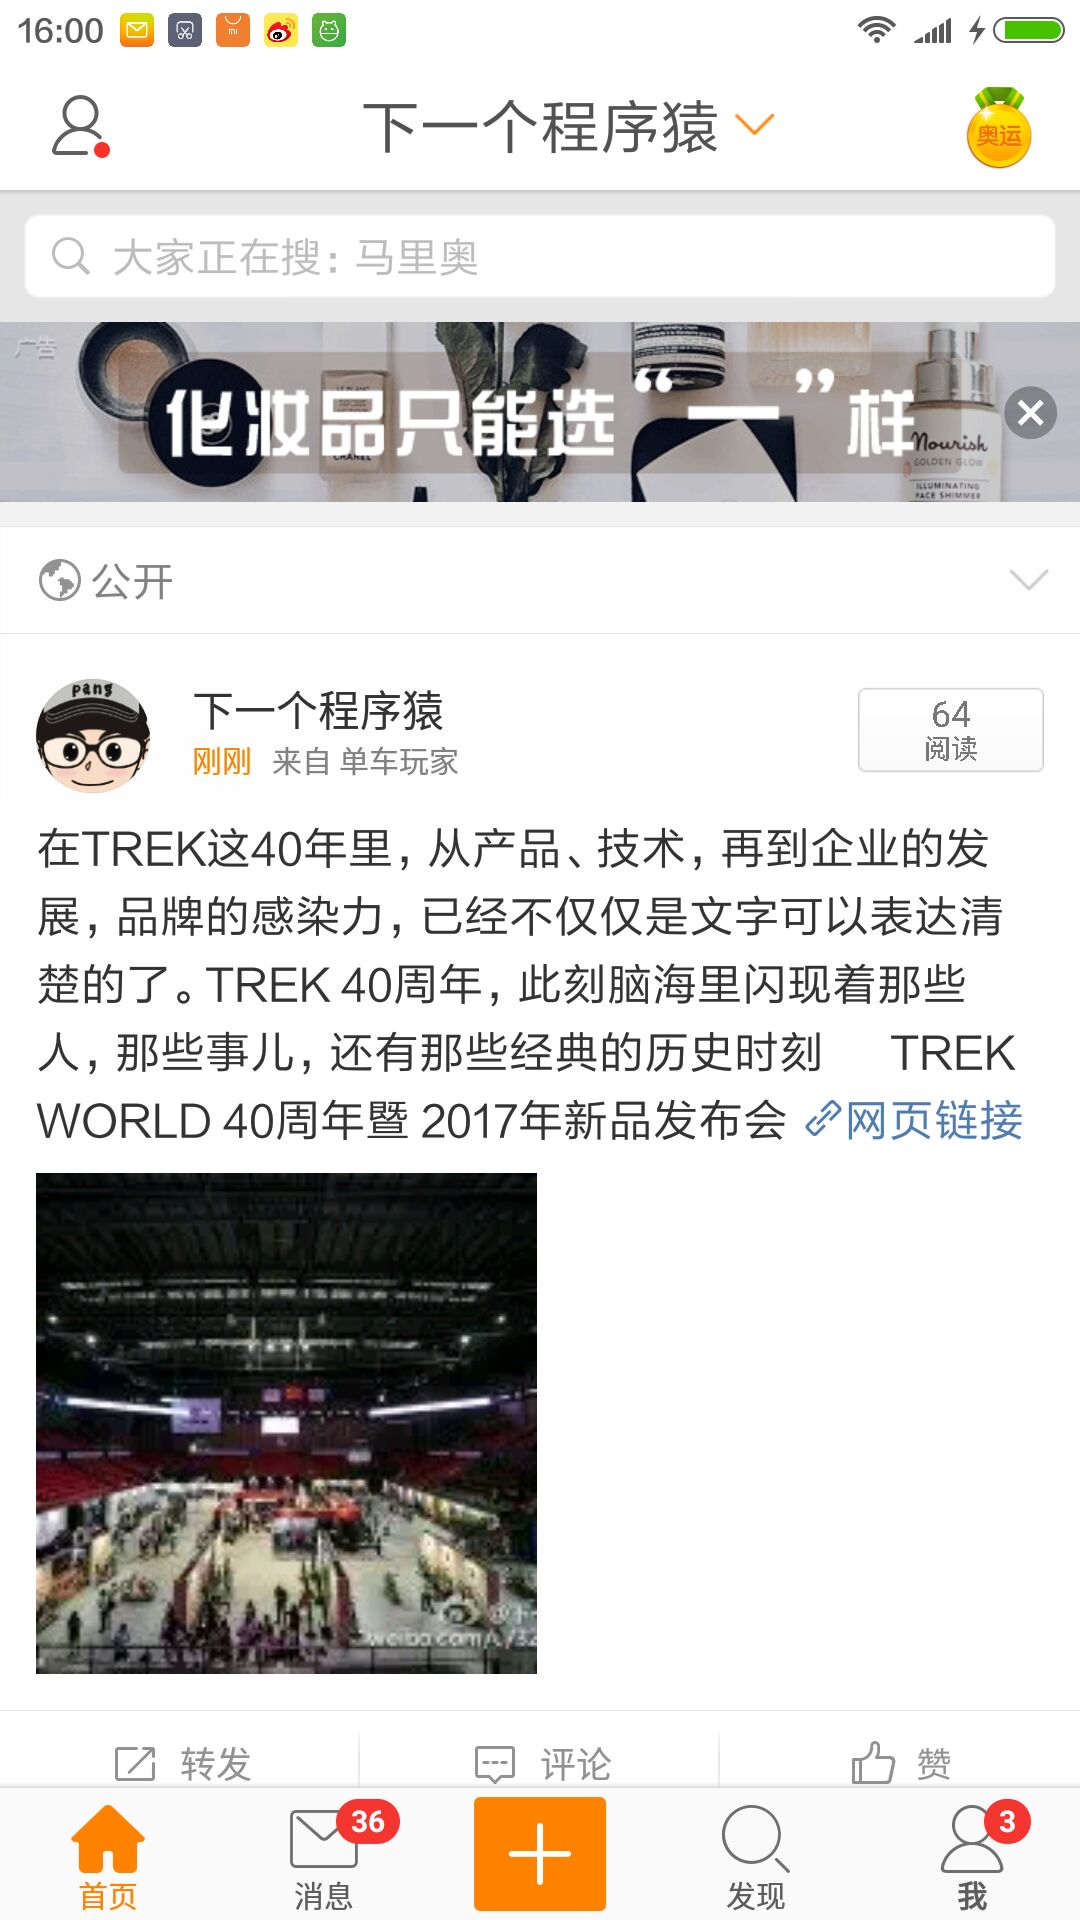 16:00
下一个程序猿
奥运
大家正在搜：马里奥
广告
化妆品只能选“一”样
CHANEL
Nourish
GOLDEN GLOW
ILLUMINATING
FACE SHIMMER
公开
pang
下一个程序猿
64
阅读
刚刚 来自 单车玩家
在TREK这40年里，从产品、技术，再到企业的发
展，品牌的感染力，已经不仅仅是文字可以表达清
楚的了。TREK 40周年，此刻脑海里闪现着那些
人，那些事儿，还有那些经典的历史时刻 TREK
WORLD 40周年暨 2017年新品发布会 网页链接
转发
评论
赞
36
3
首页
消息
发现
我